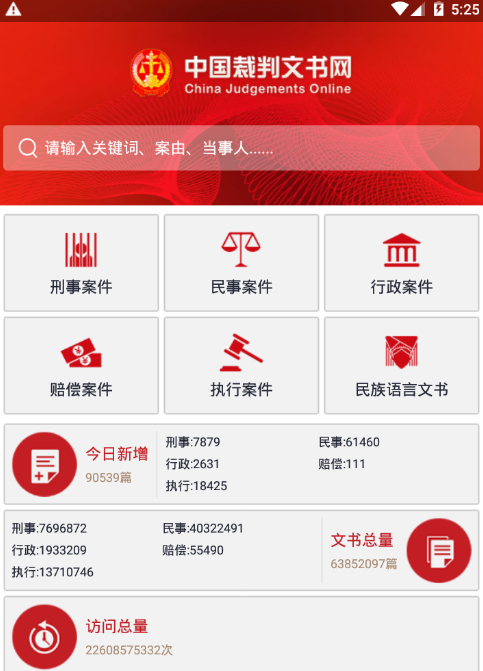 5:25
中国裁判文书网
China Judgements Online
请输入关键词、案由、当事人......
刑事案件
民事案件
行政案件
赔偿案件
执行案件
民族语言文书
今日新增
90539篇
刑事:7879
民事:61460
行政:2631
赔偿:111
执行:18425
刑事:7696872
民事:40322491
行政:1933209
赔偿:55490
执行:13710746
文书总量
63852097篇
访问总量
22608575332次